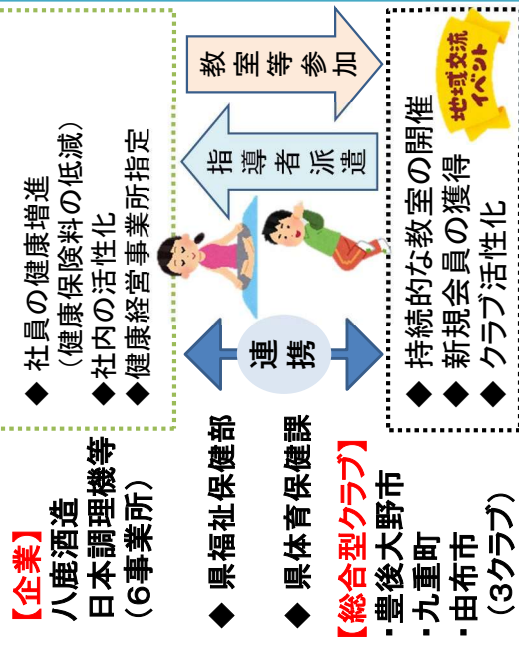 【企業】
八鹿酒造
日本調理機等
（６事業所）
◆ 社員の健康増進
（健康保険料の低減）
◆社内の活性化
◆健康経営事業所指定
◆ 県福祉保健部
◆ 県体育保健課
連携
指導者派遣
教室等参加
【総合型クラブ】
・豊後大野市
・九重町
・由布市
（３クラブ）
◆ 持続的な教室の開催
◆ 新規会員の獲得
◆ クラブ活性化
地域交流
イベント